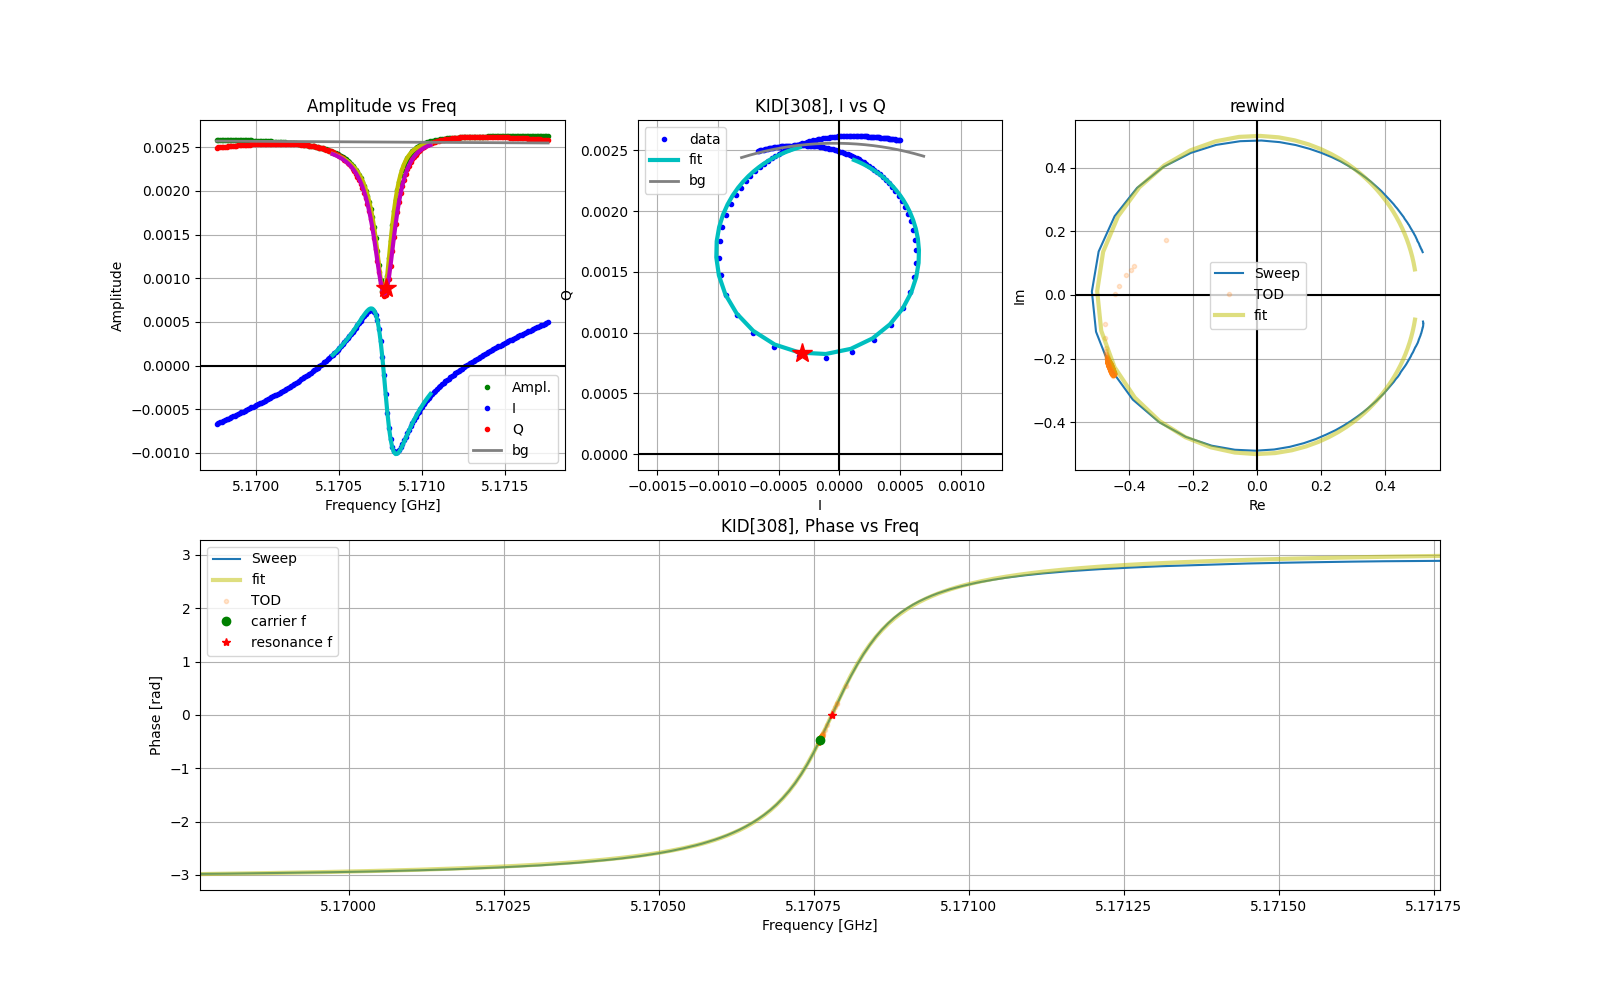 Amplitude vs Freq
Amplitude
0.0025
0.0020
0.0015
0.0010
0.0005
0.0000
−0.0005
−0.0010
5.1700
5.1705
5.1710
5.1715
Frequency [GHz]
Ampl.
I
Q
bg
KID[308], I vs Q
Q
0.0025
0.0020
0.0015
0.0010
0.0005
0.0000
data
fit
bg
−0.0015
−0.0010
−0.0005
0.0000
0.0005
0.0010
I
rewind
Im
0.4
0.2
0.0
−0.2
−0.4
Sweep
TOD
fit
−0.4
−0.2
0.0
0.2
0.4
Re
KID[308], Phase vs Freq
Phase [rad]
3
2
1
0
−1
−2
−3
Sweep
fit
TOD
carrier f
resonance f
5.17000
5.17025
5.17050
5.17075
5.17100
5.17125
5.17150
5.17175
Frequency [GHz]